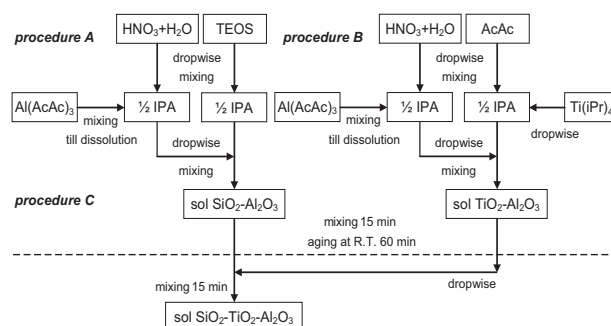 procedure A
HNO₃+H₂O
TEOS
procedure B
HNO₃+H₂O
AcAc
dropwise
mixing
dropwise
mixing
Al(AcAc)₃
½ IPA
½ IPA
Al(AcAc)₃
½ IPA
½ IPA
Ti(iPr)₄
mixing
till dissolution
dropwise
mixing
mixing
till dissolution
dropwise
mixing
dropwise
procedure C
sol SiO₂-Al₂O₃
sol TiO₂-Al₂O₃
mixing 15 min
aging at R.T. 60 min
mixing 15 min
dropwise
sol SiO₂-TiO₂-Al₂O₃